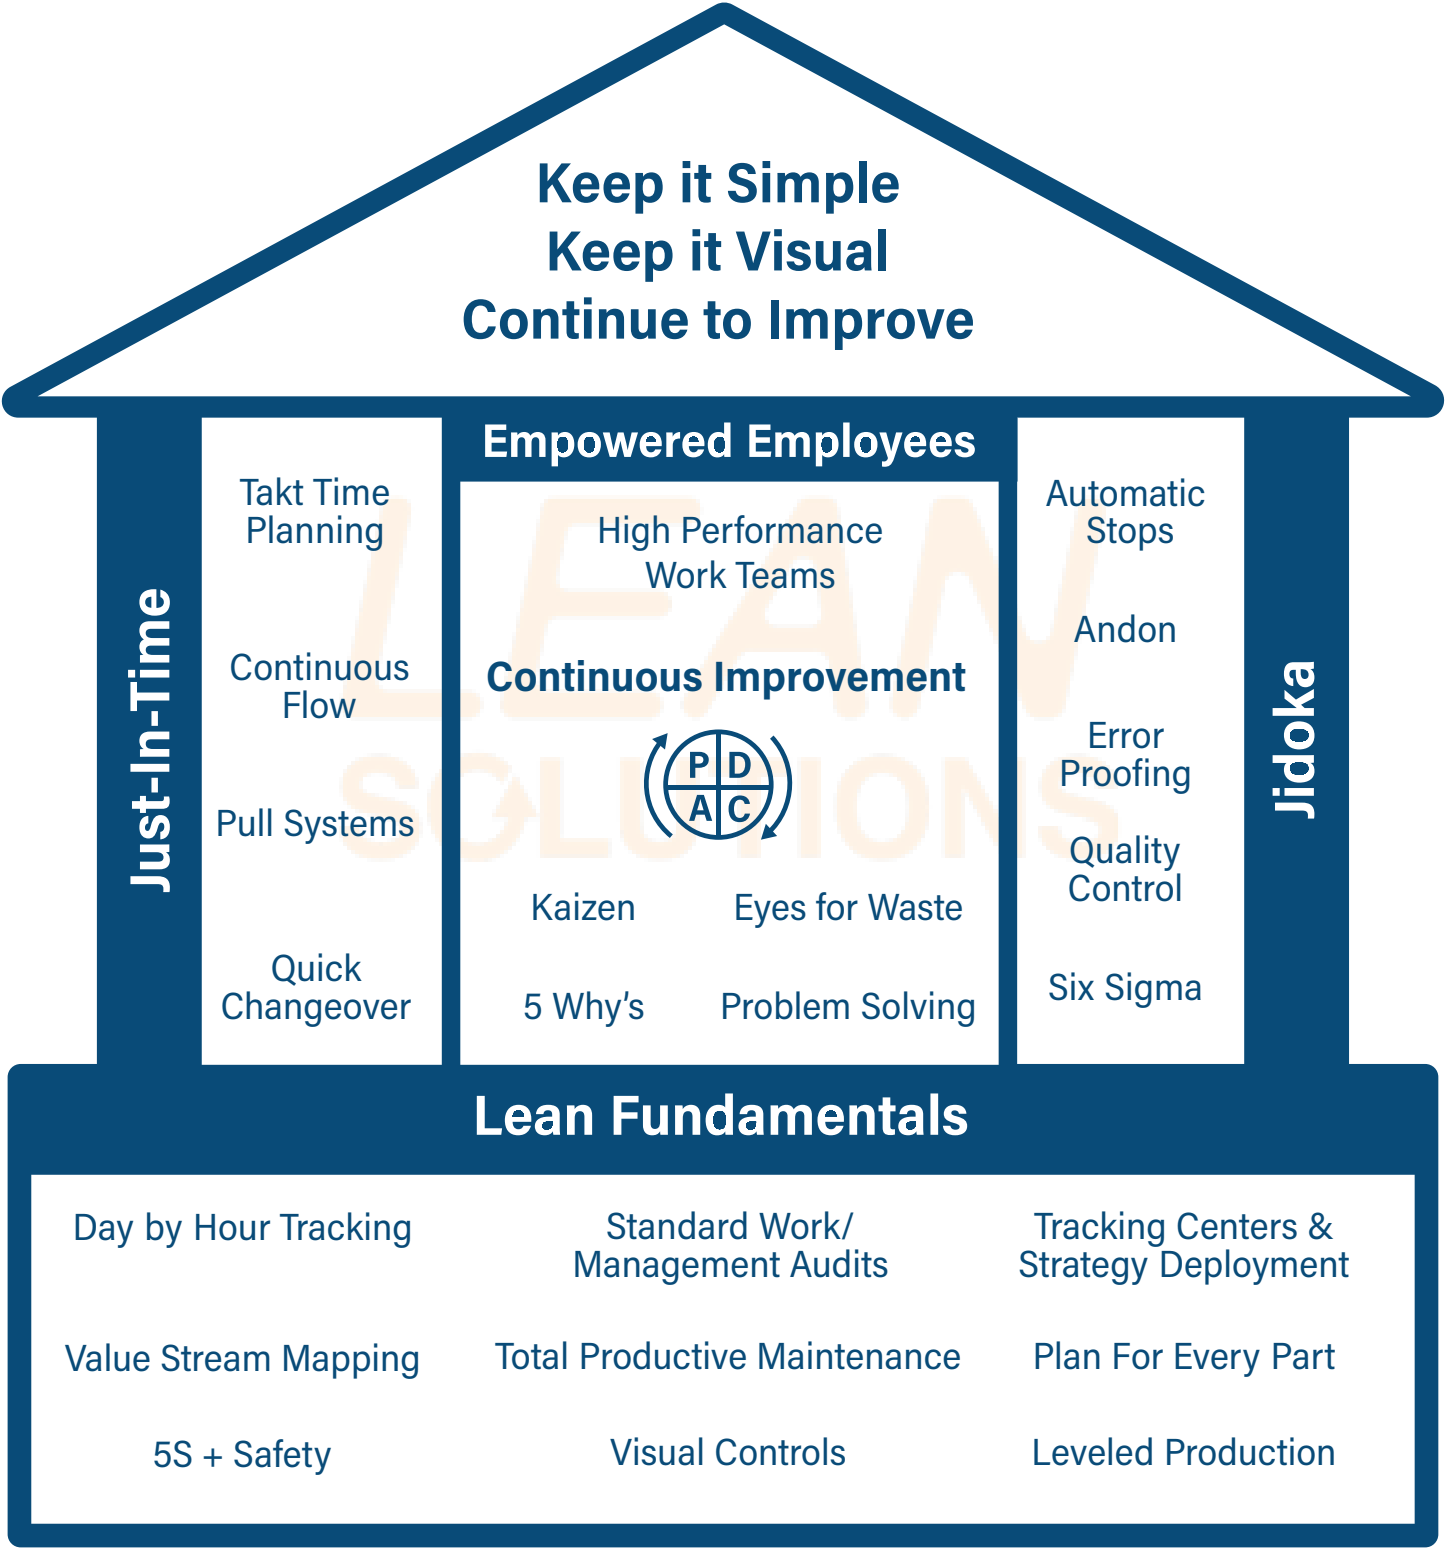 Keep it Simple
Keep it Visual
Continue to Improve
Empowered Employees
Just-In-Time
Takt Time
Planning
Continuous
Flow
Pull Systems
Quick
Changeover
High Performance
Work Teams
Continuous Improvement
P D
A C
Kaizen
Eyes for Waste
5 Why's
Problem Solving
Automatic
Stops
Andon
Error
Proofing
Quality
Control
Six Sigma
Jidoka
LEAN
SOLUTIONS
Lean Fundamentals
Day by Hour Tracking
Standard Work/
Management Audits
Tracking Centers &
Strategy Deployment
Value Stream Mapping
Total Productive Maintenance
Plan For Every Part
5S + Safety
Visual Controls
Leveled Production